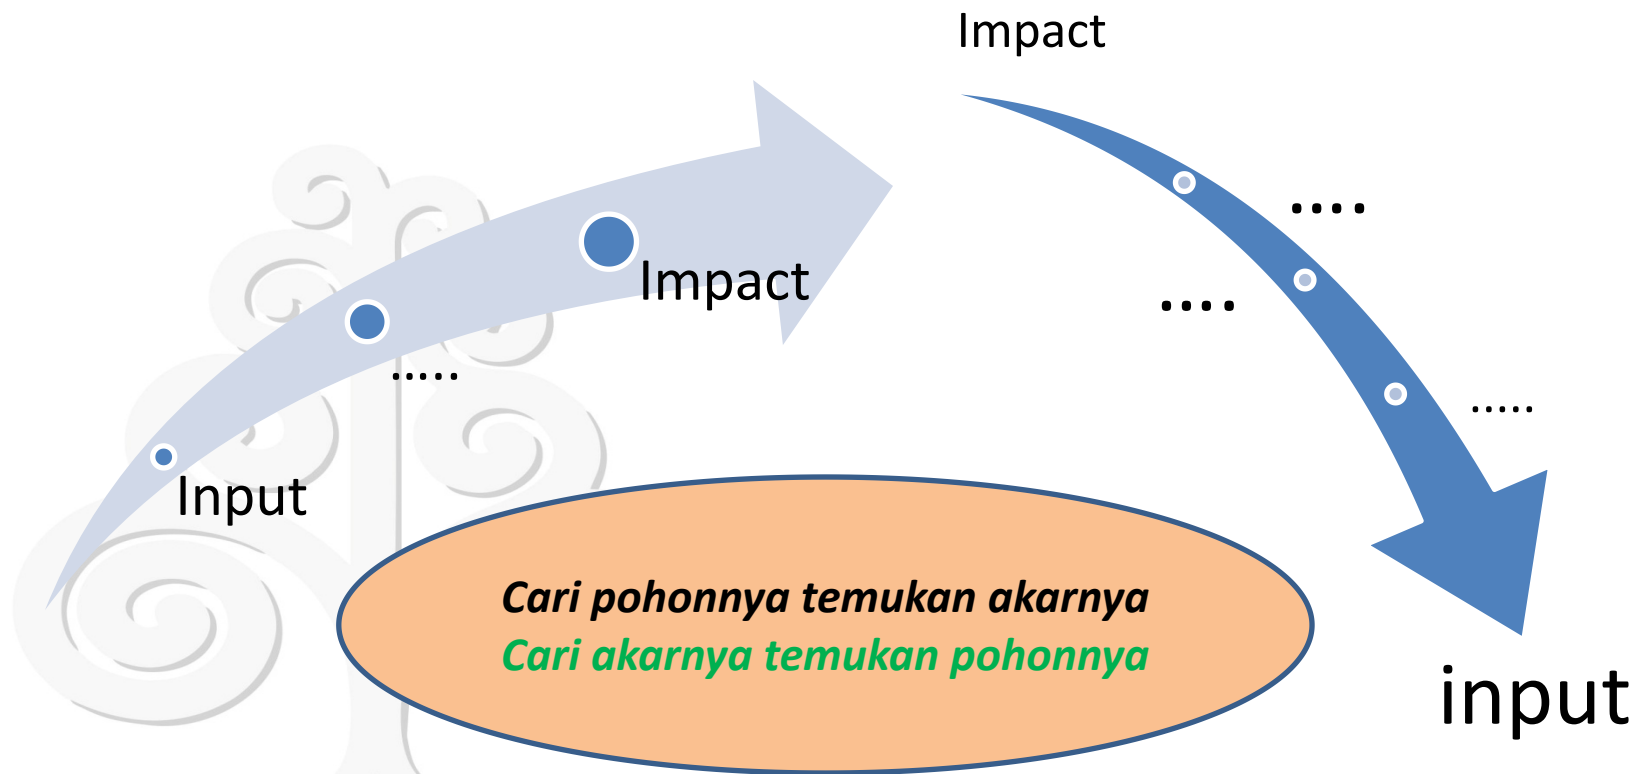 Impact
....
Impact
....
.....
.....
Input
Cari pohonnya temukan akarnya
Cari akarnya temukan pohonnya
input